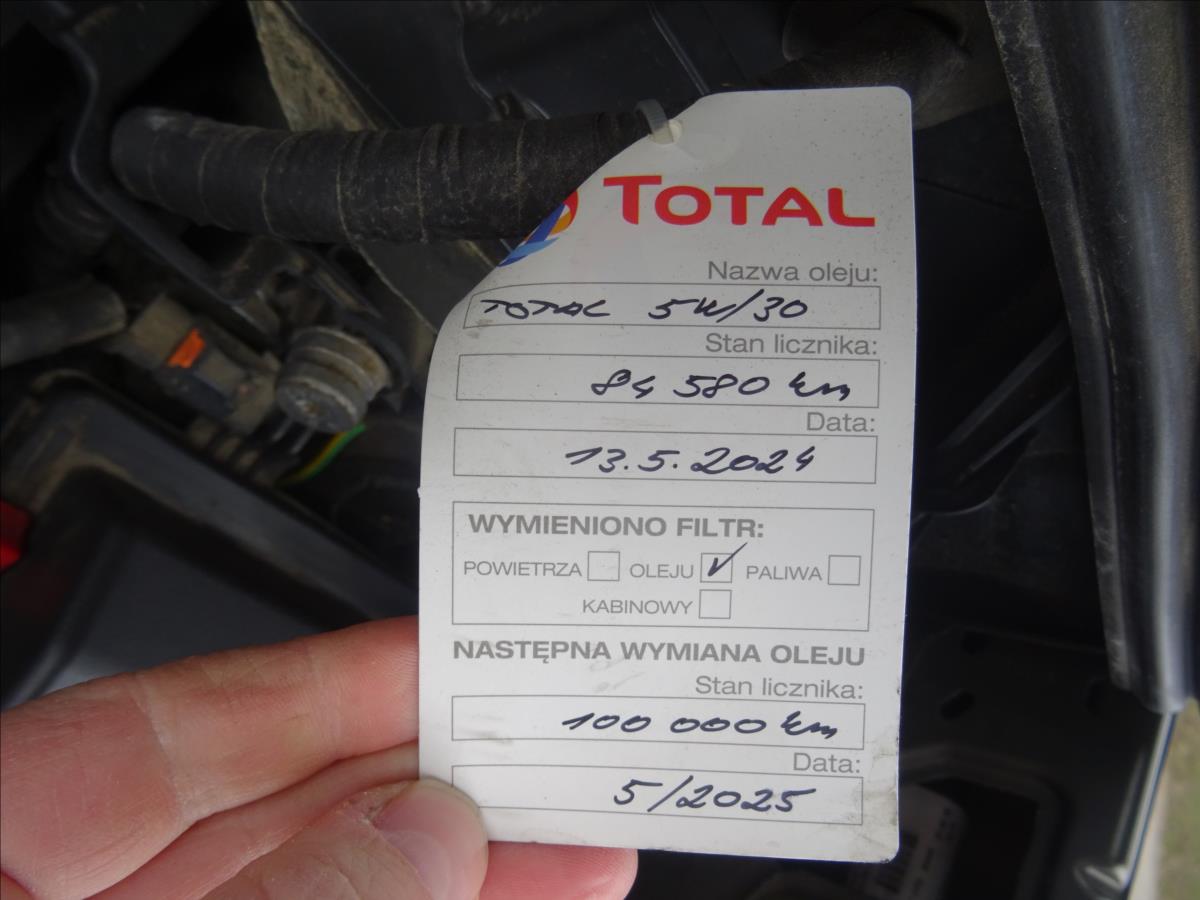 TOTAL
Nazwa oleju:
TOTAL 5W/30
Stan licznika:
84 580 km
Data:
13.5.2024
WYMIENIONO FILTR:
POWIETRZA OLEJU ✓ PALIWA
KABINOWY
NASTĘPNA WYMIANA OLEJU
Stan licznika:
100 000 km
Data:
5/2025